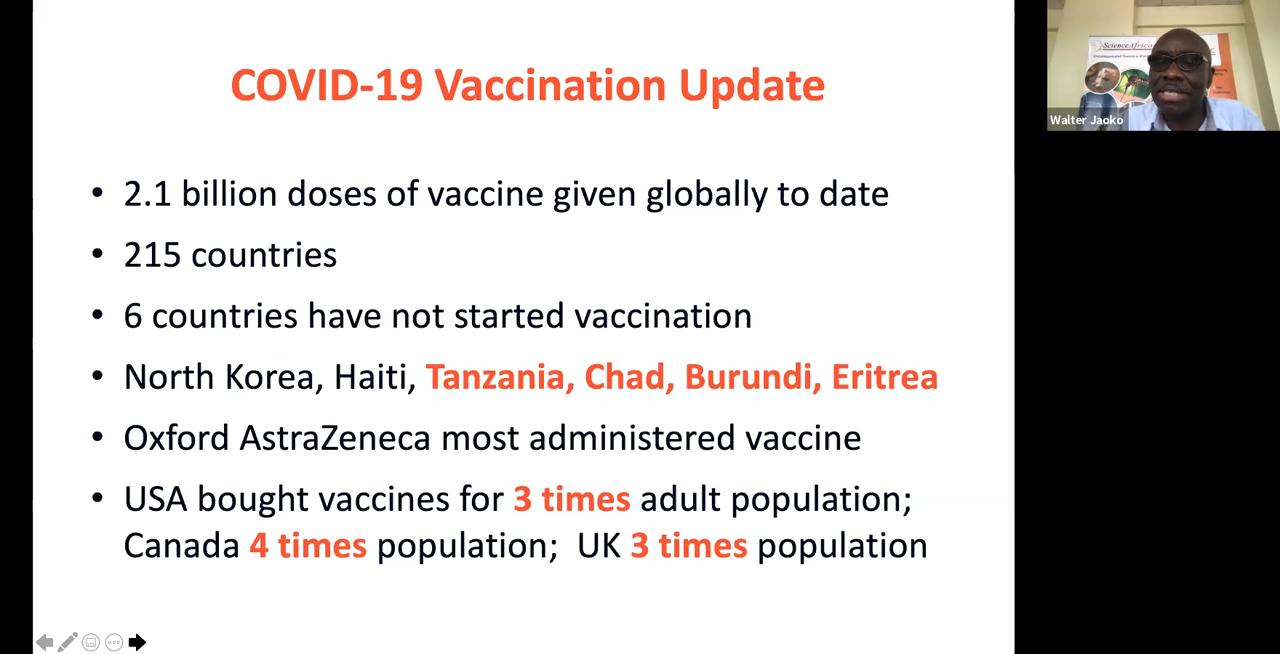 COVID-19 Vaccination Update
• 2.1 billion doses of vaccine given globally to date
• 215 countries
• 6 countries have not started vaccination
• North Korea, Haiti, Tanzania, Chad, Burundi, Eritrea
• Oxford AstraZeneca most administered vaccine
• USA bought vaccines for 3 times adult population;
Canada 4 times population; UK 3 times population
ScienceAfrica
Walter Jaoko